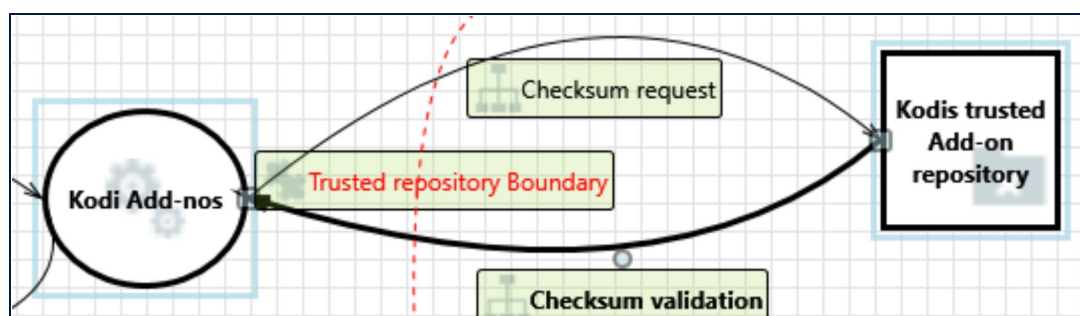 Checksum request
Kodis trusted
Add-on
repository
Trusted repository Boundary
Kodi Add-nos
Checksum validation